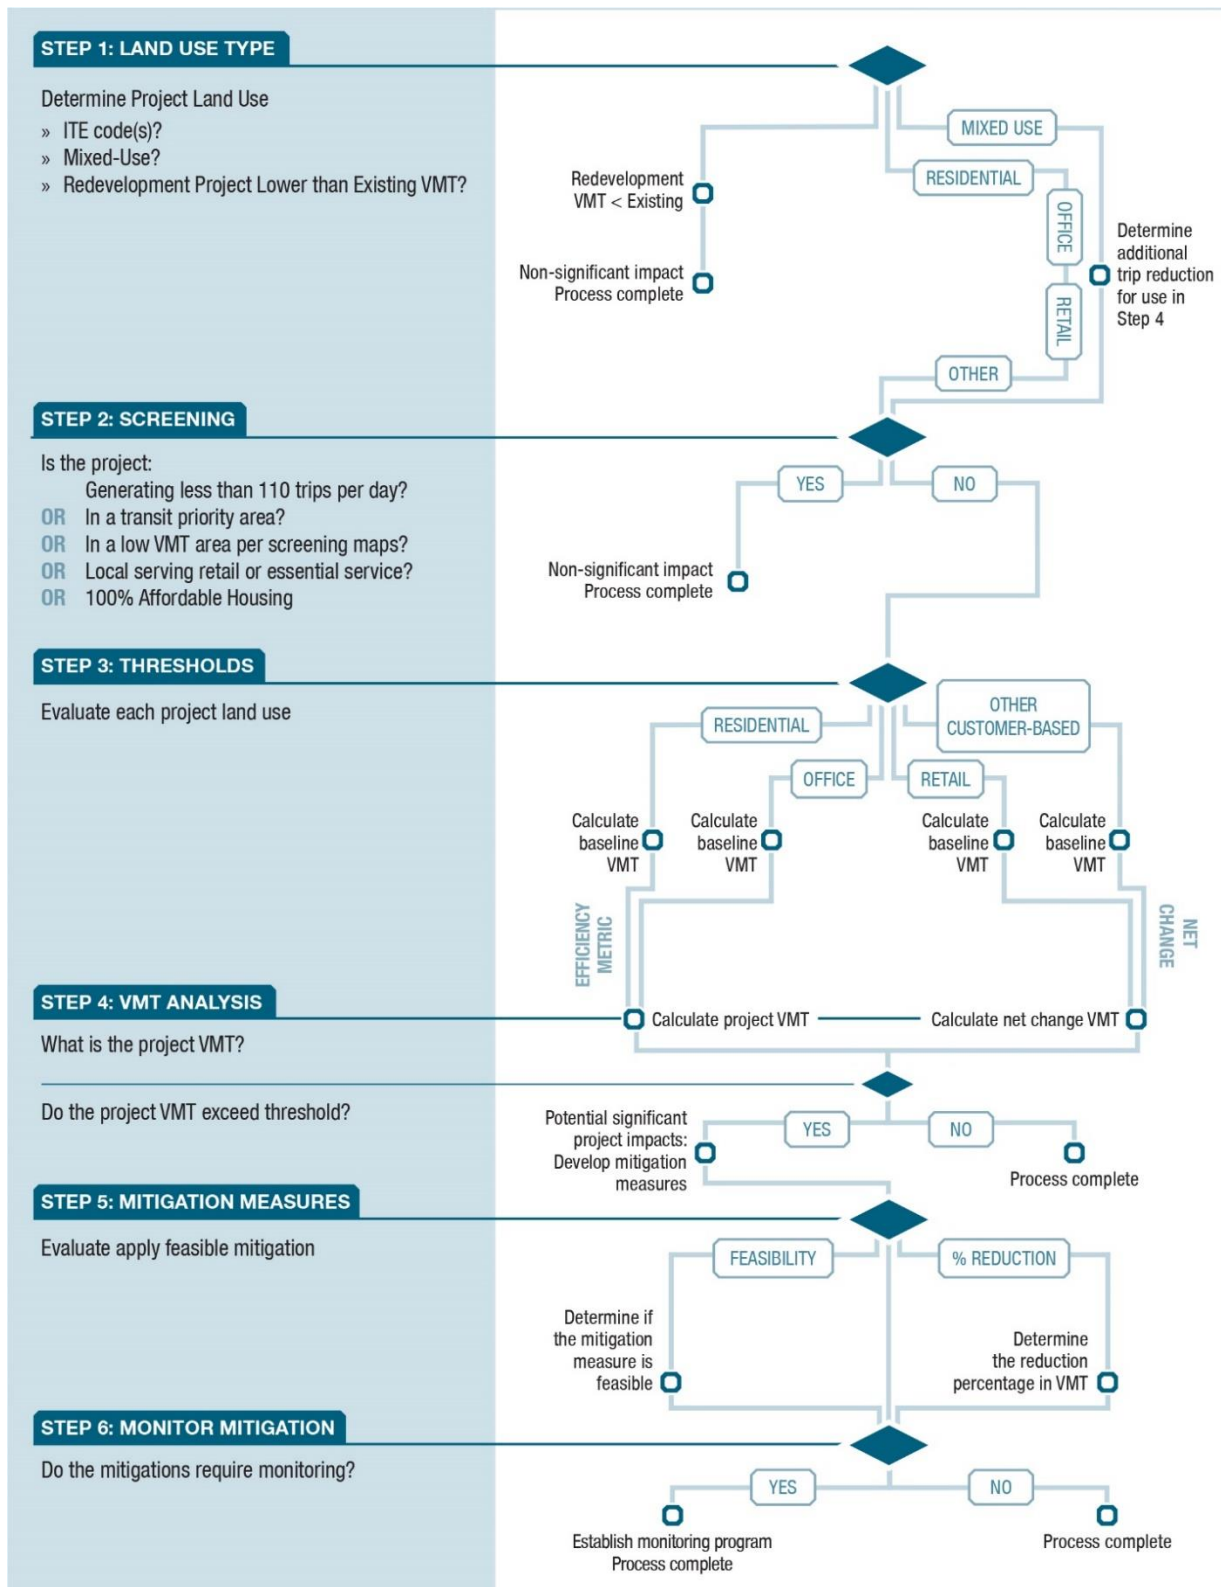 STEP 1: LAND USE TYPE
Determine Project Land Use
» ITE code(s)?
» Mixed-Use?
» Redevelopment Project Lower than Existing VMT?
MIXED USE
RESIDENTIAL
OFFICE
RETAIL
OTHER
Redevelopment
VMT < Existing
Non-significant impact
Process complete
Determine
additional
trip reduction
for use in
Step 4
STEP 2: SCREENING
Is the project:
Generating less than 110 trips per day?
OR In a transit priority area?
OR In a low VMT area per screening maps?
OR Local serving retail or essential service?
OR 100% Affordable Housing
YES
NO
Non-significant impact
Process complete
STEP 3: THRESHOLDS
Evaluate each project land use
RESIDENTIAL
OFFICE
RETAIL
OTHER
CUSTOMER-BASED
Calculate
baseline
VMT
Calculate
baseline
VMT
Calculate
baseline
VMT
Calculate
baseline
VMT
EFFICIENCY
METRIC
NET
CHANGE
STEP 4: VMT ANALYSIS
What is the project VMT?
Calculate project VMT
Calculate net change VMT
Do the project VMT exceed threshold?
YES
NO
Potential significant
project impacts:
Develop mitigation
measures
Process complete
STEP 5: MITIGATION MEASURES
Evaluate apply feasible mitigation
FEASIBILITY
% REDUCTION
Determine if
the mitigation
measure is
feasible
Determine
the reduction
percentage in VMT
STEP 6: MONITOR MITIGATION
Do the mitigations require monitoring?
YES
NO
Establish monitoring program
Process complete
Process complete